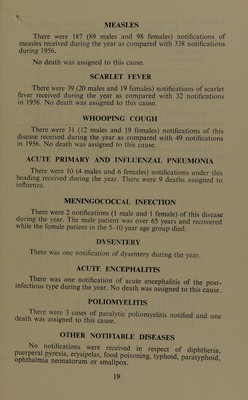 MEASLES
There were 187 (89 males and 98 females) notifications of
measles received during the year as compared with 338 notifications
during 1956.
No death was assigned to this cause.
SCARLET FEVER
There were 39 (20 males and 19 females) notifications of scarlet
fever received during the year as compared with 32 notifications
in 1956. No death was assigned to this cause.
WHOOPING COUGH
There were 31 (12 males and 19 females) notifications of this
disease received during the year as compared with 49 notifications
in 1956. No death was assigned to this cause.
ACUTE PRIMARY AND INFLUENZAL PNEUMONIA
There were 10 (4 males and 6 females) notifications under this
heading received during the year. There were 9 deaths assigned to
influenza.
MENINGOCOCCAL INFECTION
There were 2 notifications (1 male and 1 female) of this disease
during the year. The male patient was over 65 years and recovered
while the female patient in the 5-10 year age group died.
DYSENTERY
There was one notification of dysentery during the year.
ACUTE ENCEPHALITIS
There was one notification of acute encephalitis of the post-
infectious type during the year. No death was assigned to this cause.
POLIOMYELITIS
There were 3 cases of paralytic poliomyelitis notified and one
death was assigned to this cause.
OTHER NOTIFIABLE DISEASES
No notifications were received in respect of diphtheria,
puerperal pyrexia, erysipelas, food poisoning, typhoid, paratyphoid,
ophthalmia neonatorum or smallpox.
19